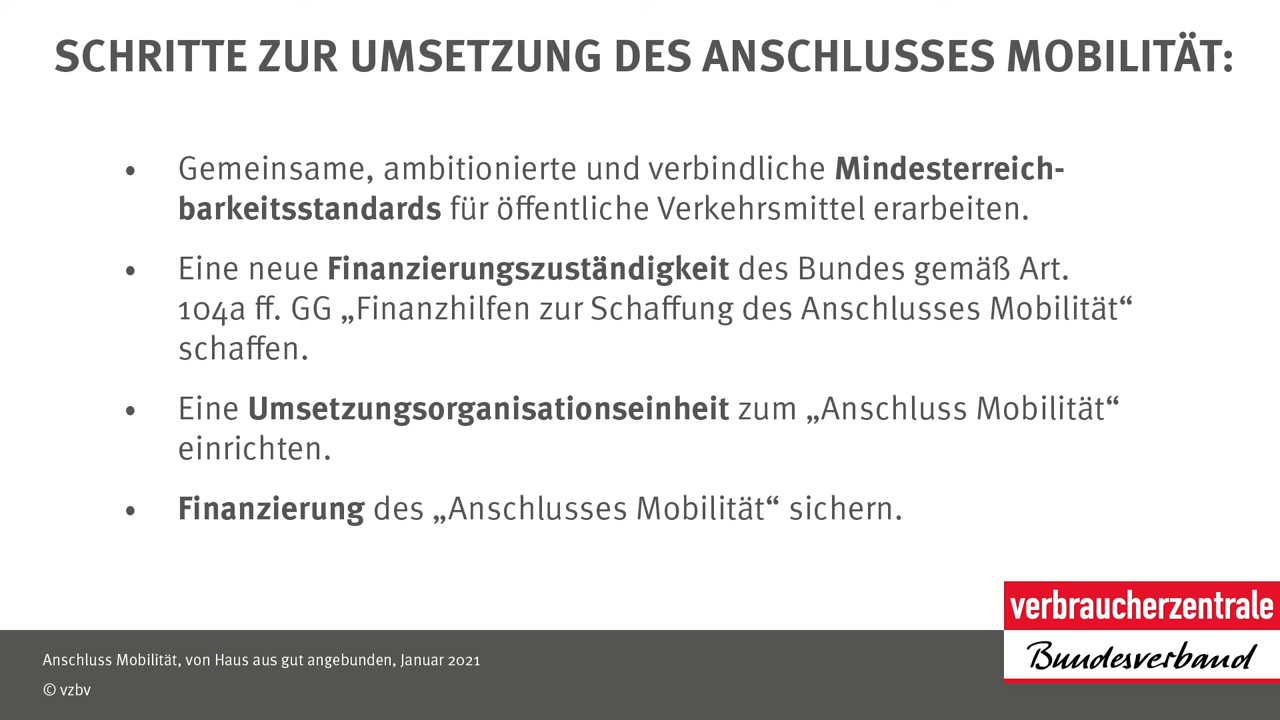 SCHRITTE ZUR UMSETZUNG DES ANSCHLUSSES MOBILITÄT:
• Gemeinsame, ambitionierte und verbindliche Mindesterreich-
barkeitsstandards für öffentliche Verkehrsmittel erarbeiten.
• Eine neue Finanzierungszuständigkeit des Bundes gemäß Art.
104a ff. GG „Finanzhilfen zur Schaffung des Anschlusses Mobilität“
schaffen.
• Eine Umsetzungsorganisationseinheit zum „Anschluss Mobilität“
einrichten.
• Finanzierung des „Anschlusses Mobilität“ sichern.
verbraucherzentrale
Bundesverband
Anschluss Mobilität, von Haus aus gut angebunden, Januar 2021
© vzbv